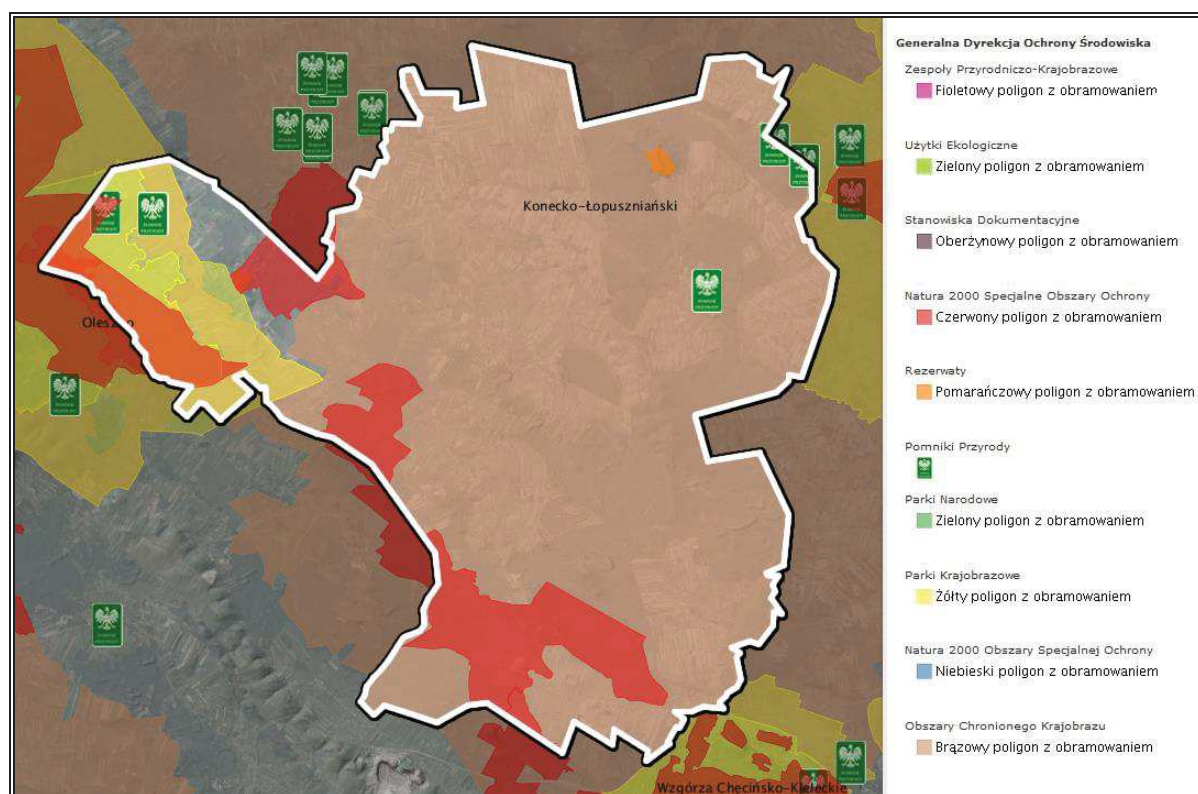 Konecko-Łopuszniański
Wzgórza Chęcińsko-Kieleckie
Generalna Dyrekcja Ochrony Środowiska
Zespoły Przyrodniczo-Krajobrazowe
Fioletowy poligon z obramowaniem
Użytki Ekologiczne
Zielony poligon z obramowaniem
Stanowiska Dokumentacyjne
Oberżynowy poligon z obramowaniem
Natura 2000 Specjalne Obszary Ochrony
Czerwony poligon z obramowaniem
Rezerwaty
Pomarańczowy poligon z obramowaniem
Pomniki Przyrody
Parki Narodowe
Zielony poligon z obramowaniem
Parki Krajobrazowe
Żółty poligon z obramowaniem
Natura 2000 Obszary Specjalnej Ochrony
Niebieski poligon z obramowaniem
Obszary Chronionego Krajobrazu
Brązowy poligon z obramowaniem